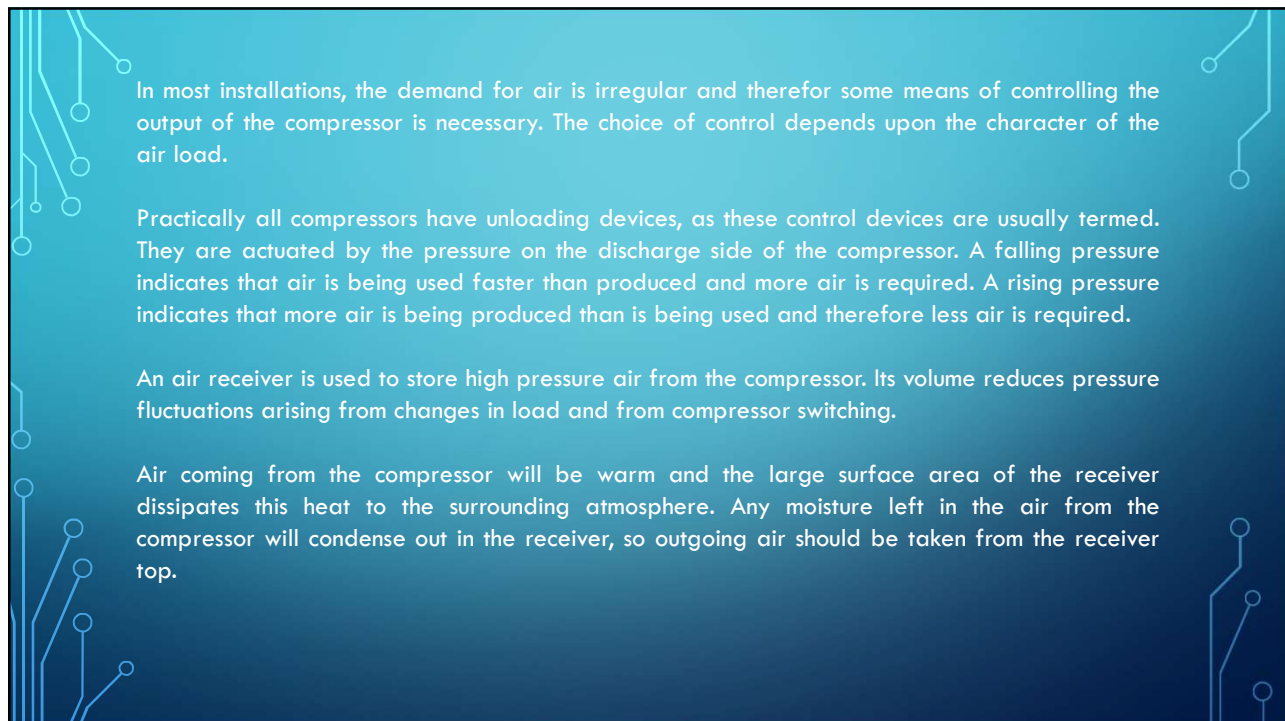 In most installations, the demand for air is irregular and therefor some means of controlling the
output of the compressor is necessary. The choice of control depends upon the character of the
air load.
Practically all compressors have unloading devices, as these control devices are usually termed.
They are actuated by the pressure on the discharge side of the compressor. A falling pressure
indicates that air is being used faster than produced and more air is required. A rising pressure
indicates that more air is being produced than is being used and therefore less air is required.
An air receiver is used to store high pressure air from the compressor. Its volume reduces pressure
fluctuations arising from changes in load and from compressor switching.
Air coming from the compressor will be warm and the large surface area of the receiver
dissipates this heat to the surrounding atmosphere. Any moisture left in the air from the
compressor will condense out in the receiver, so outgoing air should be taken from the receiver
top.